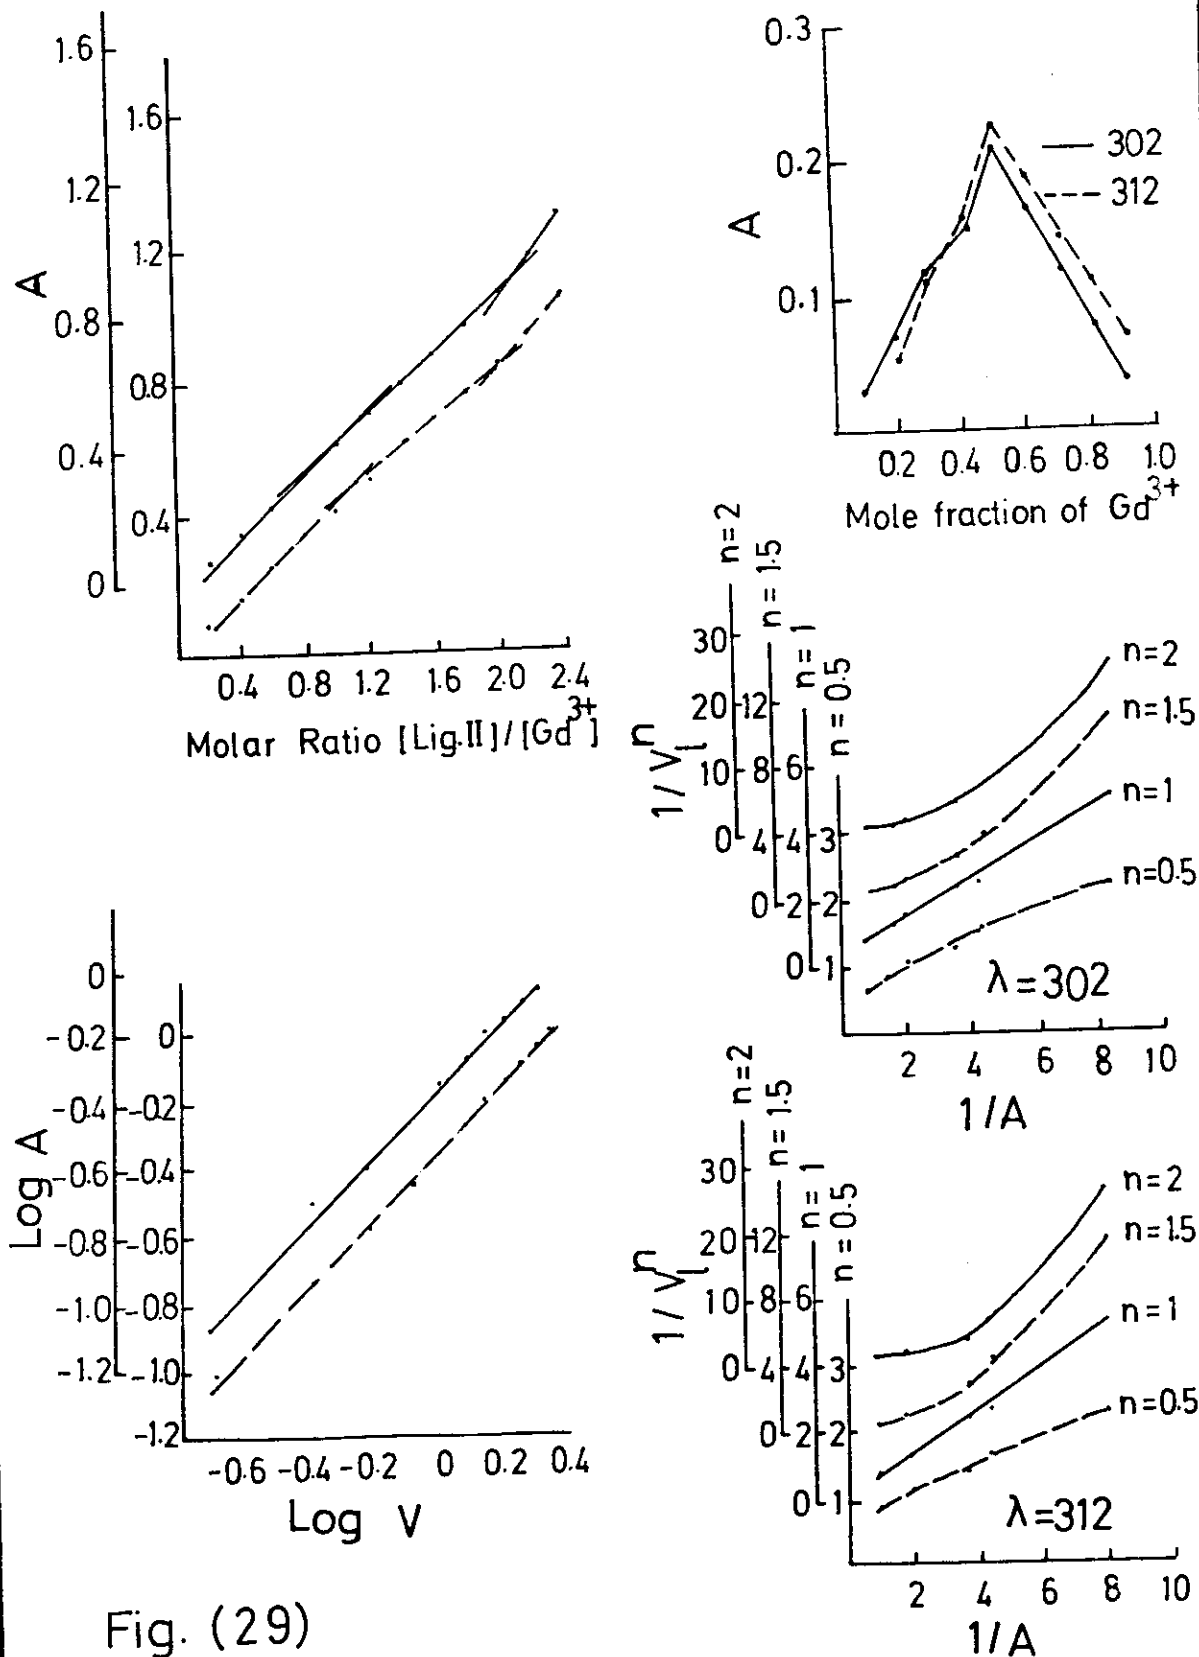 1.6
1.2
0.8
0.4
0
A
1.6
1.2
0.8
0.4
0.4 0.8 1.2 1.6 2.0 2.4
Molar Ratio [Lig.II]/[Gd3+]
0.3
0.2
0.1
A
302
312
0.2 0.4 0.6 0.8 1.0
Mole fraction of Gd3+
0
-0.2
-0.4
-0.6
-0.8
-1.0
-1.2
Log A
0
-0.2
-0.4
-0.6
-0.8
-1.0
-1.2
-0.6 -0.4 -0.2 0 0.2 0.4
Log V
n=2
n=1.5
n=1
n=0.5
30
20 12
10 8 6
0 4 4 3
0 2 2
0 1
1/V_l^n
n=2
n=1.5
n=1
n=0.5
λ=302
2 4 6 8 10
1/A
n=2
n=1.5
n=1
n=0.5
30
20 12
10 8 6
0 4 4 3
0 2 2
0 1
1/V_l^n
n=2
n=1.5
n=1
n=0.5
λ=312
2 4 6 8 10
1/A
Fig. (29)